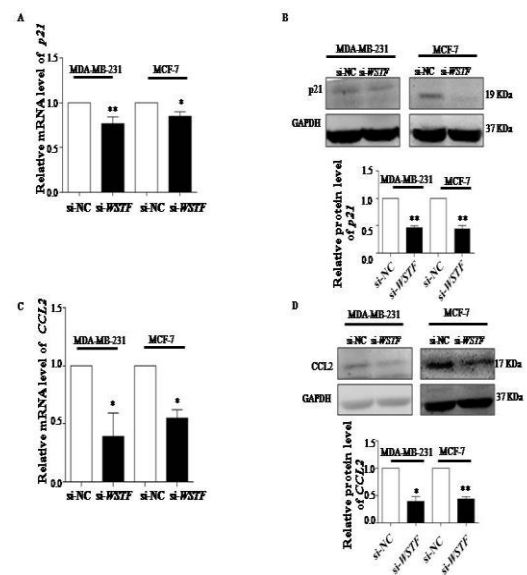 A
Relative mRNA level of p21
MDA-MB-231
MCF-7
1.5
1.0
0.5
0.0
**
*
si-NC si-WSTF si-NC si-WSTF
B
MDA-MB-231
MCF-7
si-NC si-WSTF
si-NC si-WSTF
p21
19 KDa
GAPDH
37 KDa
Relative protein level
of p21
MDA-MB-231
MCF-7
1.5
1.0
0.5
0.0
**
**
si-NC
si-WSTF
si-NC
si-WSTF
C
Relative mRNA level of CCL2
MDA-MB-231
MCF-7
1.5
1.0
0.5
0.0
*
*
si-NC si-WSTF si-NC si-WSTF
D
MDA-MB-231
MCF-7
si-NC si-WSTF
si-NC si-WSTF
CCL2
17 KDa
GAPDH
37 KDa
Relative protein level
of CCL2
MDA-MB-231
MCF-7
1.5
1.0
0.5
0.0
*
**
si-NC
si-WSTF
si-NC
si-WSTF